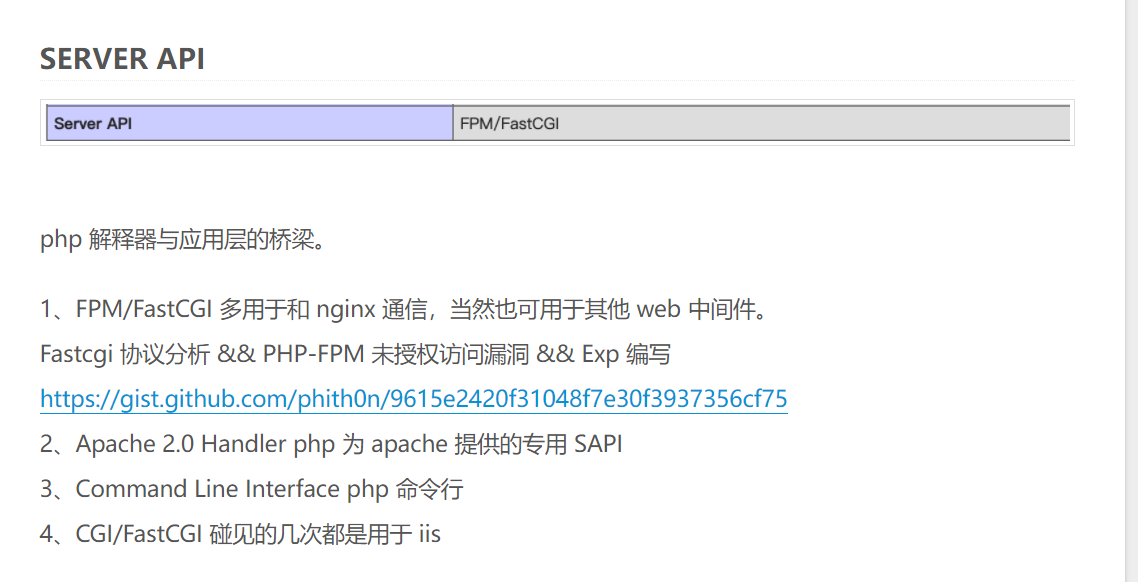 SERVER API
Server API FPM/FastCGI
php 解释器与应用层的桥梁。
1、FPM/FastCGI 多用于和 nginx 通信，当然也可用于其他 web 中间件。
Fastcgi 协议分析 && PHP-FPM 未授权访问漏洞 && Exp 编写
https://gist.github.com/phith0n/9615e2420f31048f7e30f3937356cf75
2、Apache 2.0 Handler php 为 apache 提供的专用 SAPI
3、Command Line Interface php 命令行
4、CGI/FastCGI 碰见的几次都是用于 iis